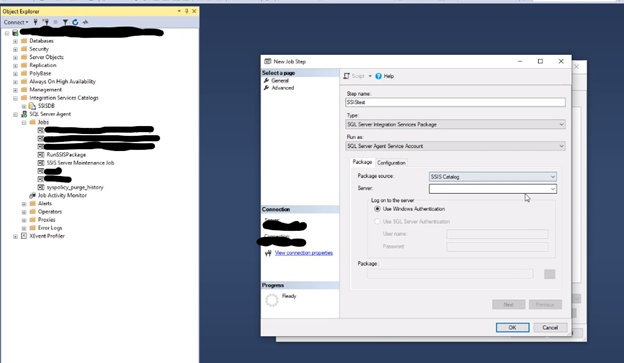 Object Explorer
Connect
Databases
Security
Server Objects
Replication
PolyBase
Always On High Availability
Management
Integration Services Catalogs
SSISDB
SQL Server Agent
Jobs
RunSSISPackage
SSIS Server Maintenance Job
syspolicy_purge_history
Job Activity Monitor
Alerts
Operators
Proxies
Error Logs
XEvent Profiler
New Job Step
Select a page
General
Advanced
Connection
View connection properties
Progress
Ready
Script
Help
Step name:
SSIStest
Type:
SQL Server Integration Services Package
Run as:
SQL Server Agent Service Account
Package
Configuration
Package source:
SSIS Catalog
Server:
Log on to the server
Use Windows Authentication
Use SQL Server Authentication
User name:
Password:
Package:
Next
Previous
OK
Cancel